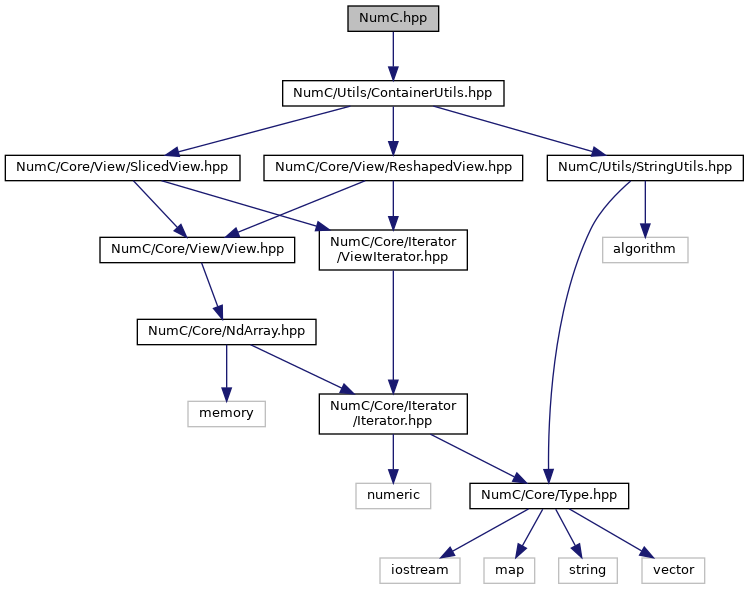 NumC.hpp
NumC/Utils/ContainerUtils.hpp
NumC/Core/View/SlicedView.hpp
NumC/Core/View/ReshapedView.hpp
NumC/Utils/StringUtils.hpp
NumC/Core/View/View.hpp
NumC/Core/Iterator
/ViewIterator.hpp
algorithm
NumC/Core/NdArray.hpp
memory
NumC/Core/Iterator
/Iterator.hpp
numeric
NumC/Core/Type.hpp
iostream
map
string
vector